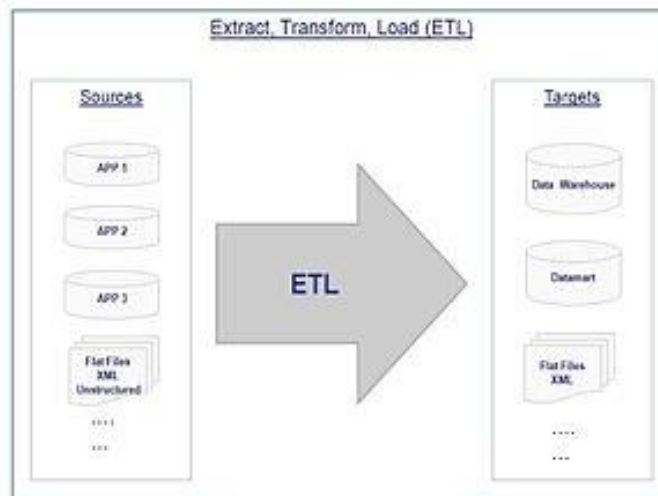 Extract, Transform, Load (ETL)
Sources
APP 1
APP 2
APP 3
Flat Files
XML
Unstructured
....
...
ETL
Targets
Data Warehouse
Datamart
Flat Files
XML
....
...